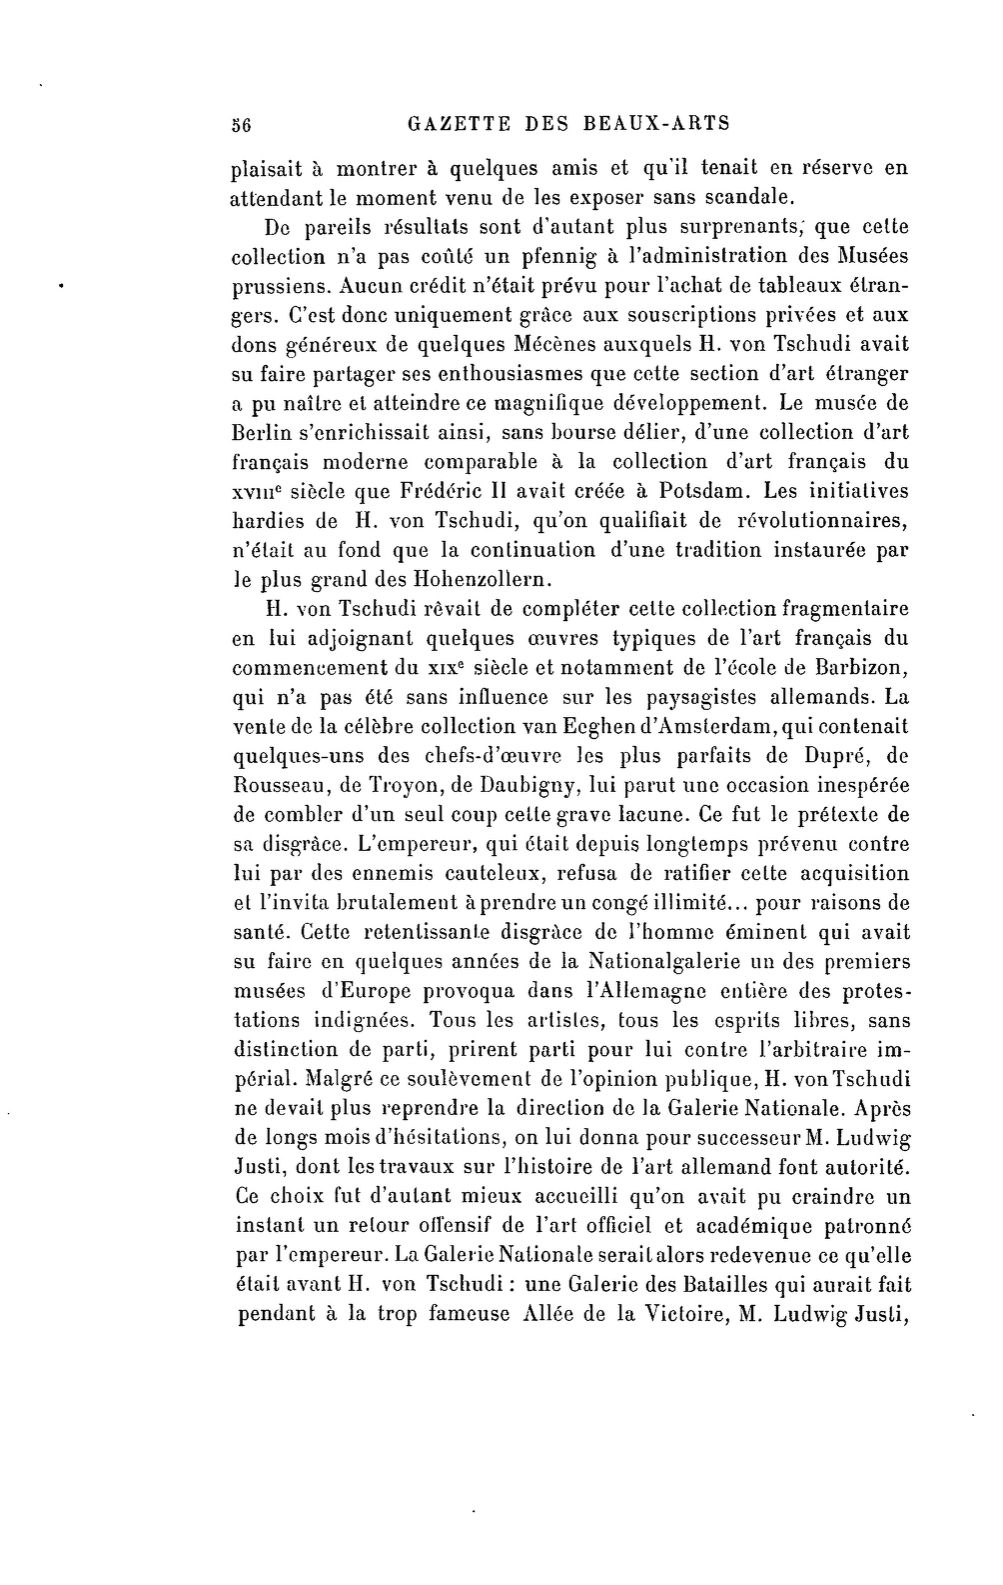 56 GAZETTE DES BEAUX-ARTS
plaisait à montrer à quelques amis et qu'il tenait en réserve en
attendant le moment venu de les exposer sans scandale.
De pareils résultats sont d'autant plus surprenants, que cette
collection n'a pas coûté un pfennig à l'administration des Musées
prussiens. Aucun crédit n'était prévu pour l'achat de tableaux étran-
gers. C'est donc uniquement grâce aux souscriptions privées et aux
dons généreux de quelques Mécènes auxquels H. von Tschudi avait
su faire partager ses enthousiasmes que cette section d'art étranger
a pu naître et atteindre ce magnifique développement. Le musée de
Berlin s'enrichissait ainsi, sans bourse délier, d'une collection d'art
français moderne comparable à la collection d'art français du
XVIIIe siècle que Frédéric II avait créée à Potsdam. Les initiatives
hardies de H. von Tschudi, qu'on qualifiait de révolutionnaires,
n'était au fond que la continuation d'une tradition instaurée par
le plus grand des Hohenzollern.
H. von Tschudi rêvait de compléter cette collection fragmentaire
en lui adjoignant quelques œuvres typiques de l'art français du
commencement du XIXe siècle et notamment de l'école de Barbizon,
qui n'a pas été sans influence sur les paysagistes allemands. La
vente de la célèbre collection van Eeghen d'Amsterdam, qui contenait
quelques-uns des chefs-d'œuvre les plus parfaits de Dupré, de
Rousseau, de Troyon, de Daubigny, lui parut une occasion inespérée
de combler d'un seul coup cette grave lacune. Ce fut le prétexte de
sa disgrâce. L'empereur, qui était depuis longtemps prévenu contre
lui par des ennemis cauteleux, refusa de ratifier cette acquisition
et l'invita brutalement à prendre un congé illimité... pour raisons de
santé. Cette retentissante disgrâce de l'homme éminent qui avait
su faire en quelques années de la Nationalgalerie un des premiers
musées d'Europe provoqua dans l'Allemagne entière des protes-
tations indignées. Tous les artistes, tous les esprits libres, sans
distinction de parti, prirent parti pour lui contre l'arbitraire im-
périal. Malgré ce soulèvement de l'opinion publique, H. von Tschudi
ne devait plus reprendre la direction de la Galerie Nationale. Après
de longs mois d'hésitations, on lui donna pour successeur M. Ludwig
Justi, dont les travaux sur l'histoire de l'art allemand font autorité.
Ce choix fut d'autant mieux accueilli qu'on avait pu craindre un
instant un retour offensif de l'art officiel et académique patronné
par l'empereur. La Galerie Nationale serait alors redevenue ce qu'elle
était avant H. von Tschudi : une Galerie des Batailles qui aurait fait
pendant à la trop fameuse Allée de la Victoire, M. Ludwig Justi,